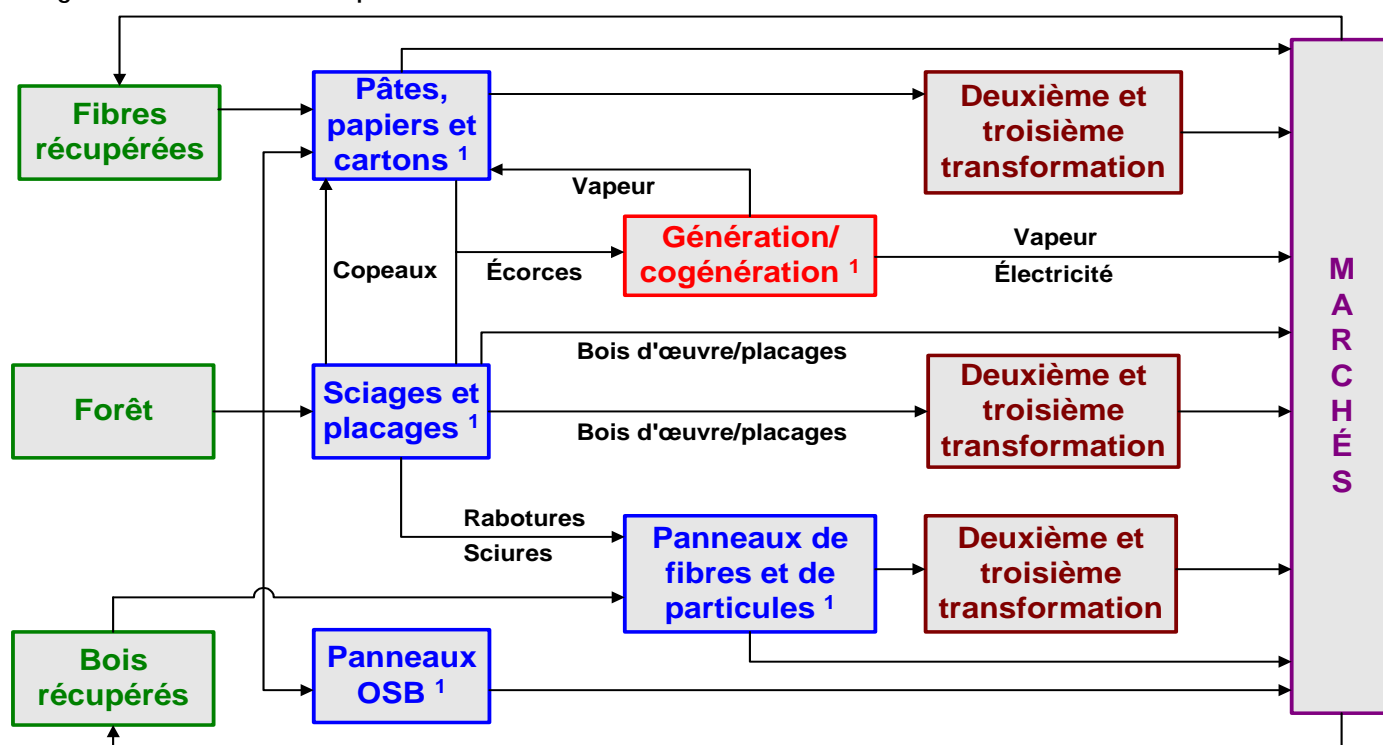 Pâtes,
papiers et
cartons ¹
Fibres
récupérées
Deuxième et
troisième
transformation
Vapeur
Génération/
cogénération ¹
Vapeur
Électricité
Copeaux
Écorces
M
A
R
C
H
É
S
Bois d'œuvre/placages
Forêt
Sciages et
placages ¹
Bois d'œuvre/placages
Deuxième et
troisième
transformation
Rabotures
Sciures
Panneaux de
fibres et de
particules ¹
Deuxième et
troisième
transformation
Bois
récupérés
Panneaux
OSB ¹